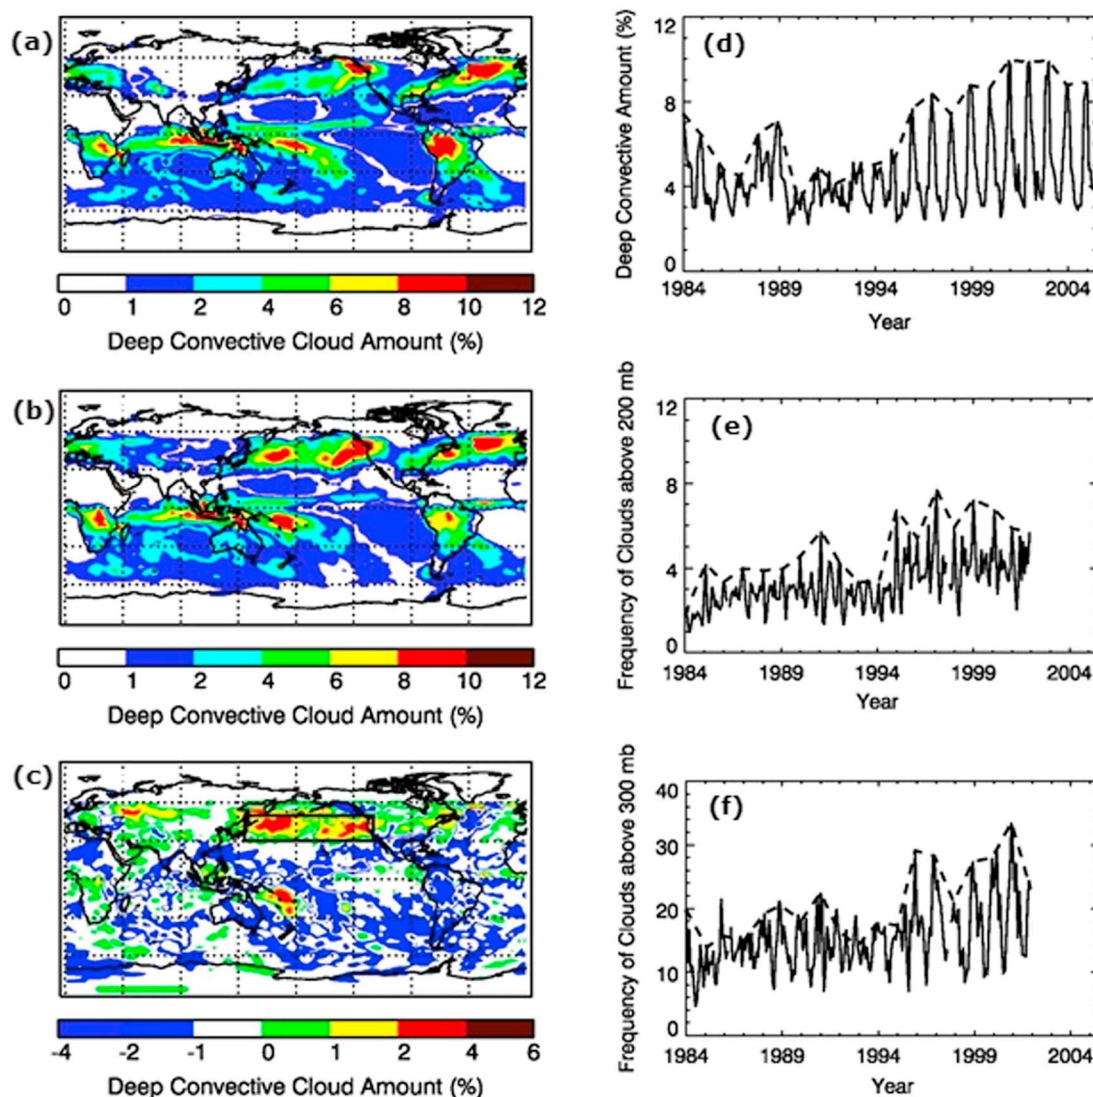 (a)
0 1 2 4 6 8 10 12
Deep Convective Cloud Amount (%)
(b)
0 1 2 4 6 8 10 12
Deep Convective Cloud Amount (%)
(c)
-4 -2 -1 0 2 3 4 6
Deep Convective Cloud Amount (%)
(d)
Deep Convective Amount (%)
12
8
4
0
1984 1989 1994 1999 2004
Year
(e)
Frequency of Clouds above 200 mb
12
8
4
0
1984 1989 1994 1999 2004
Year
(f)
Frequency of Clouds above 300 mb
40
30
20
10
0
1984 1989 1994 1999 2004
Year